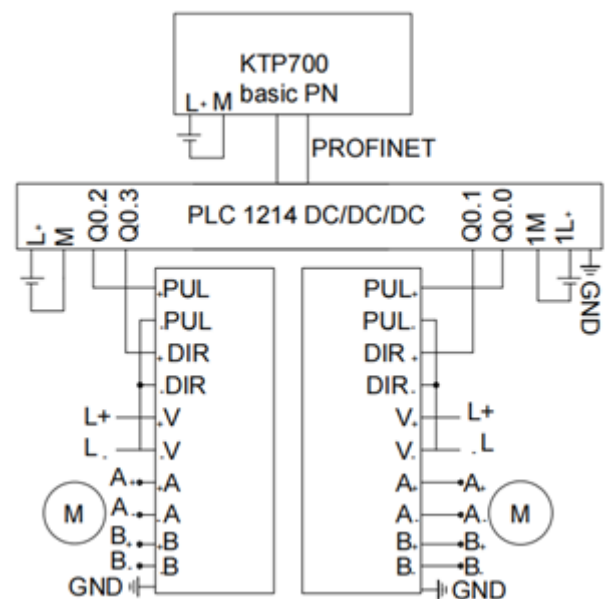 KTP700
basic PN
L+ M
PROFINET
PLC 1214 DC/DC/DC
L+
M
Q0.2
Q0.3
Q0.1
Q0.0
1M
1L+
GND
+PUL
-PUL
+DIR
-DIR
L+ +V
L- -V
A+ +A
A- -A
B+ +B
B- -B
GND
M
PUL+
PUL-
DIR+
DIR-
V+ L+
V- -L
A+ A+
A- A-
B+ B+
B- B-
GND
M